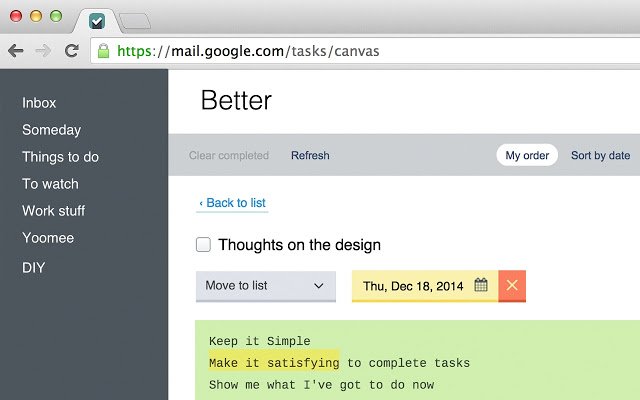 https://mail.google.com/tasks/canvas
Inbox
Someday
Things to do
To watch
Work stuff
Yoomee
DIY
Better
Clear completed Refresh My order Sort by date
‹ Back to list
Thoughts on the design
Move to list Thu, Dec 18, 2014
Keep it Simple
Make it satisfying to complete tasks
Show me what I've got to do now